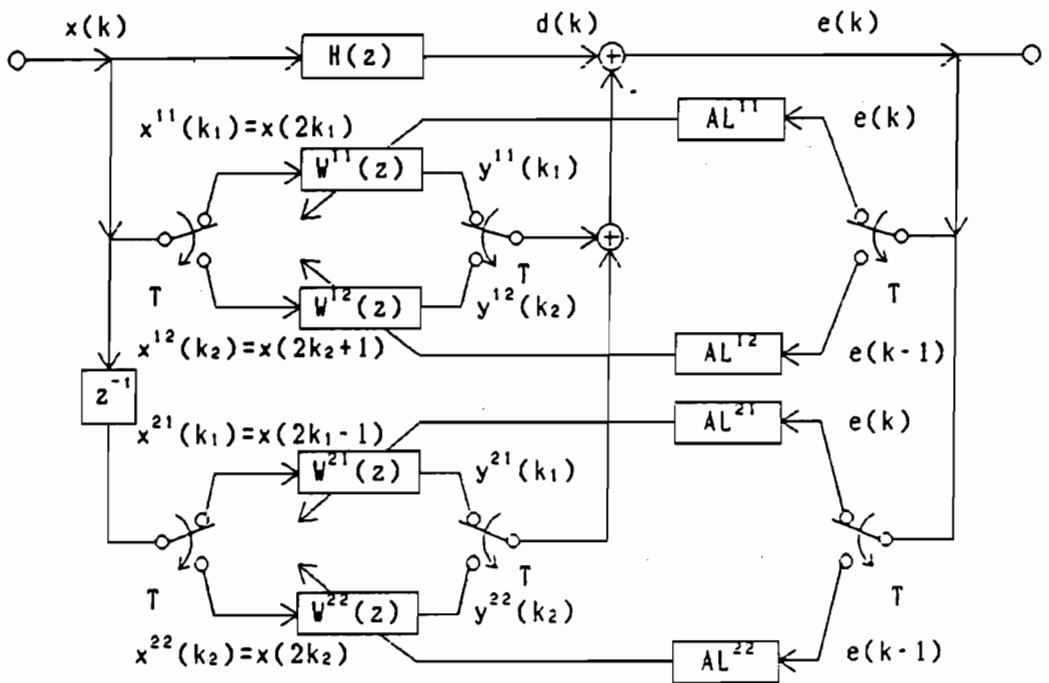 x(k) d(k) e(k)
H(z) +
x¹¹(k₁)=x(2k₁) AL¹¹ e(k)
W¹¹(z) y¹¹(k₁)
+
T T T
W¹²(z) y¹²(k₂)
x¹²(k₂)=x(2k₂+1) AL¹² e(k-1)
z⁻¹
x²¹(k₁)=x(2k₁-1) AL²¹ e(k)
W²¹(z) y²¹(k₁)
T T T
W²²(z) y²²(k₂)
x²²(k₂)=x(2k₂) AL²² e(k-1)